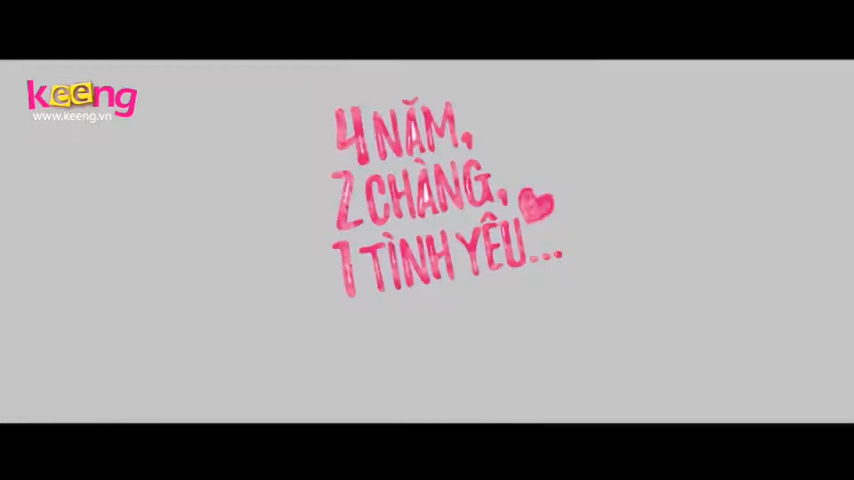 keeng
www.keeng.vn
4 NĂM,
2 CHÀNG,
1 TÌNH YÊU...